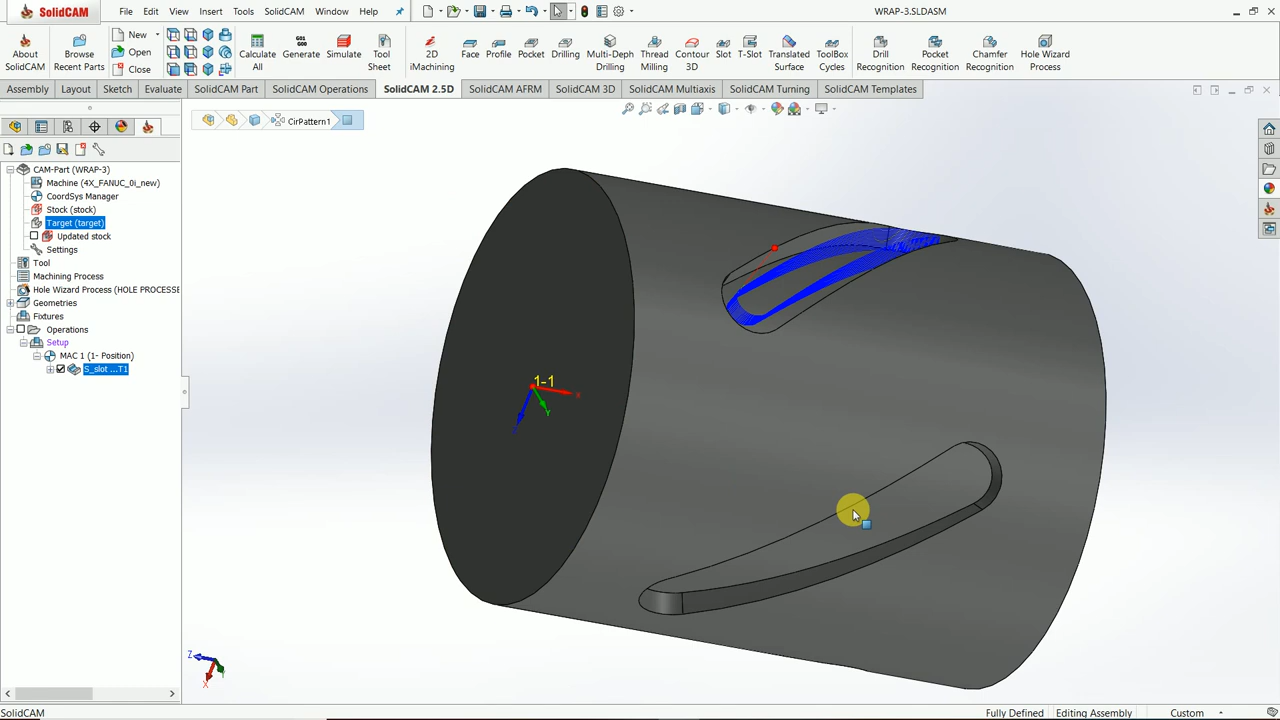 SolidCAM File Edit View Insert Tools SolidCAM Window Help WRAP-3.SLDASM
New
Open
Close
About SolidCAM
Browse Recent Parts
Calculate All
Generate
G01
G00
Simulate
Tool Sheet
2D iMachining
Face
Profile
Pocket
Drilling
Multi-Depth Drilling
Thread Milling
Contour 3D
Slot
T-Slot
Translated Surface
ToolBox Cycles
Drill Recognition
Pocket Recognition
Chamfer Recognition
Hole Wizard Process
Assembly Layout Sketch Evaluate SolidCAM Part SolidCAM Operations SolidCAM 2.5D SolidCAM AFRM SolidCAM 3D SolidCAM Multiaxis SolidCAM Turning SolidCAM Templates
CirPattern1
CAM-Part (WRAP-3)
Machine (4X_FANUC_0i_new)
CoordSys Manager
Stock (stock)
Target (target)
Updated stock
Settings
Tool
Machining Process
Hole Wizard Process (HOLE PROCESSE
Geometries
Fixtures
Operations
Setup
MAC 1 (1- Position)
S_slot ...T1
1-1
X
Y
Z
X
SolidCAM Fully Defined Editing Assembly Custom